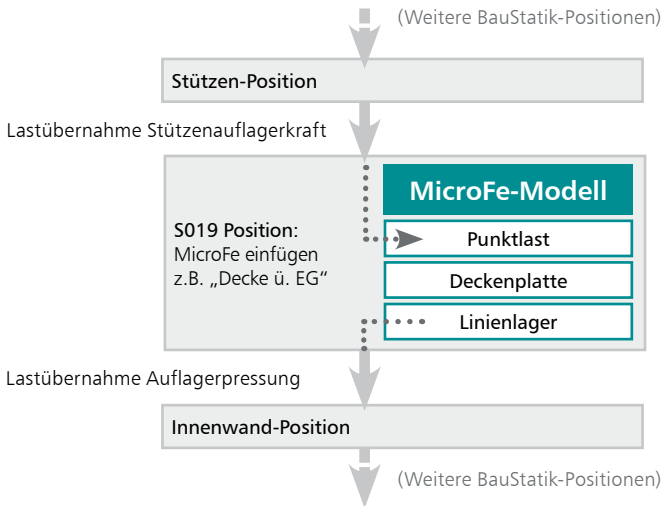 (Weitere BauStatik-Positionen)
Stützen-Position
Lastübernahme Stützenauflagerkraft
MicroFe-Modell
S019 Position:
MicroFe einfügen
z.B. „Decke ü. EG“
Punktlast
Deckenplatte
Linienlager
Lastübernahme Auflagerpressung
Innenwand-Position
(Weitere BauStatik-Positionen)